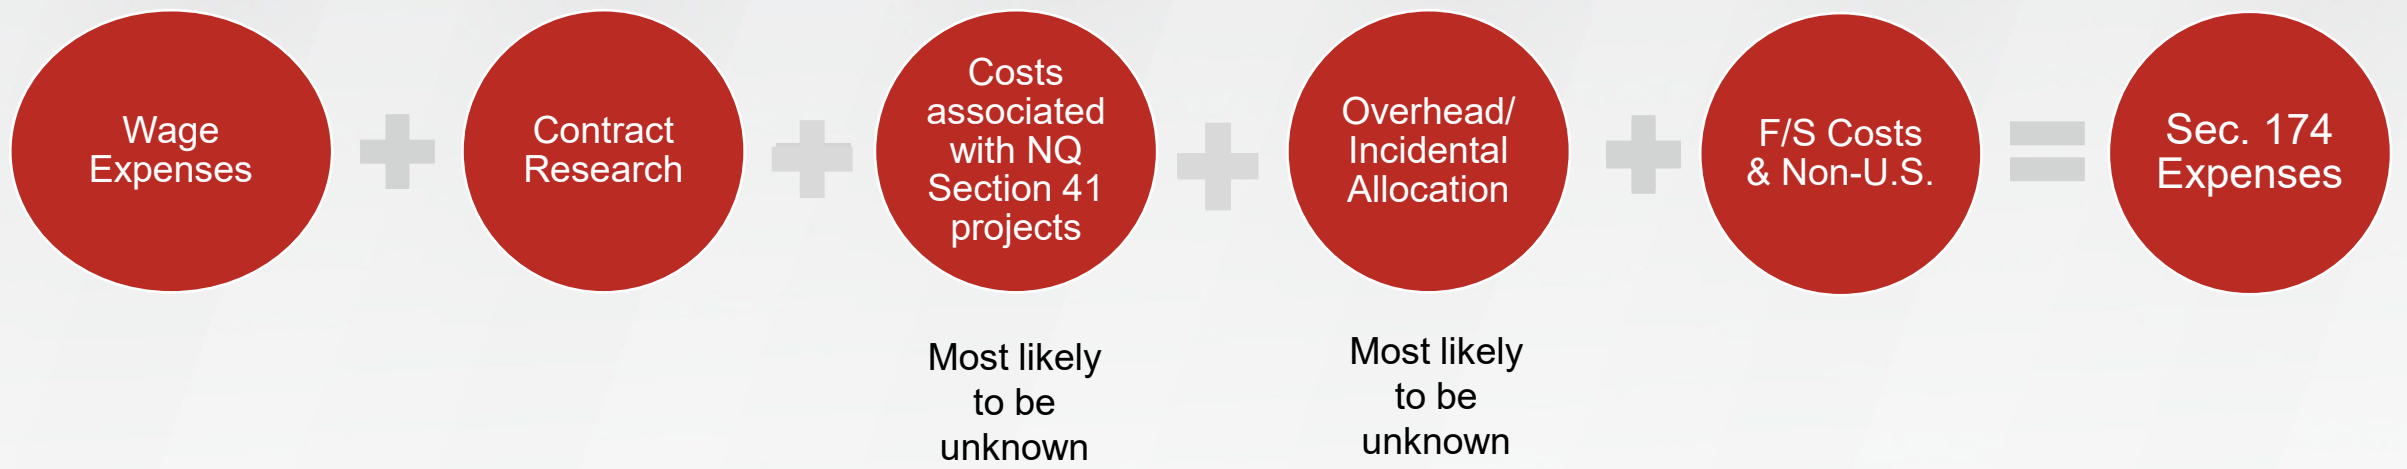 Wage
Expenses
Contract
Research
Costs
associated
with NQ
Section 41
projects
Overhead/
Incidental
Allocation
F/S Costs
& Non-U.S.
Sec. 174
Expenses
Most likely
to be
unknown
Most likely
to be
unknown